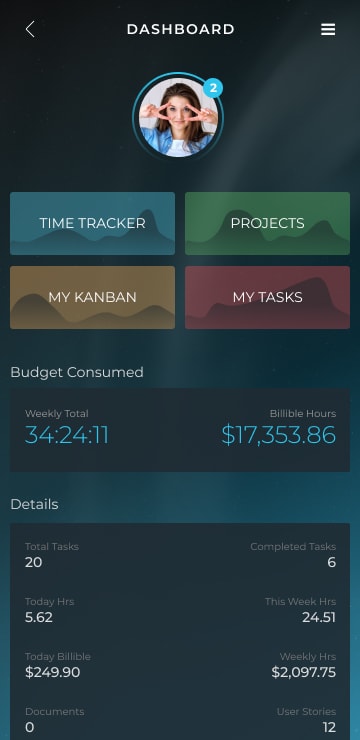 DASHBOARD
2
TIME TRACKER
PROJECTS
MY KANBAN
MY TASKS
Budget Consumed
Weekly Total
Billible Hours
34:24:11
$17,353.86
Details
Total Tasks
Completed Tasks
20
6
Today Hrs
This Week Hrs
5.62
24.51
Today Billible
Weekly Hrs
$249.90
$2,097.75
Documents
User Stories
0
12